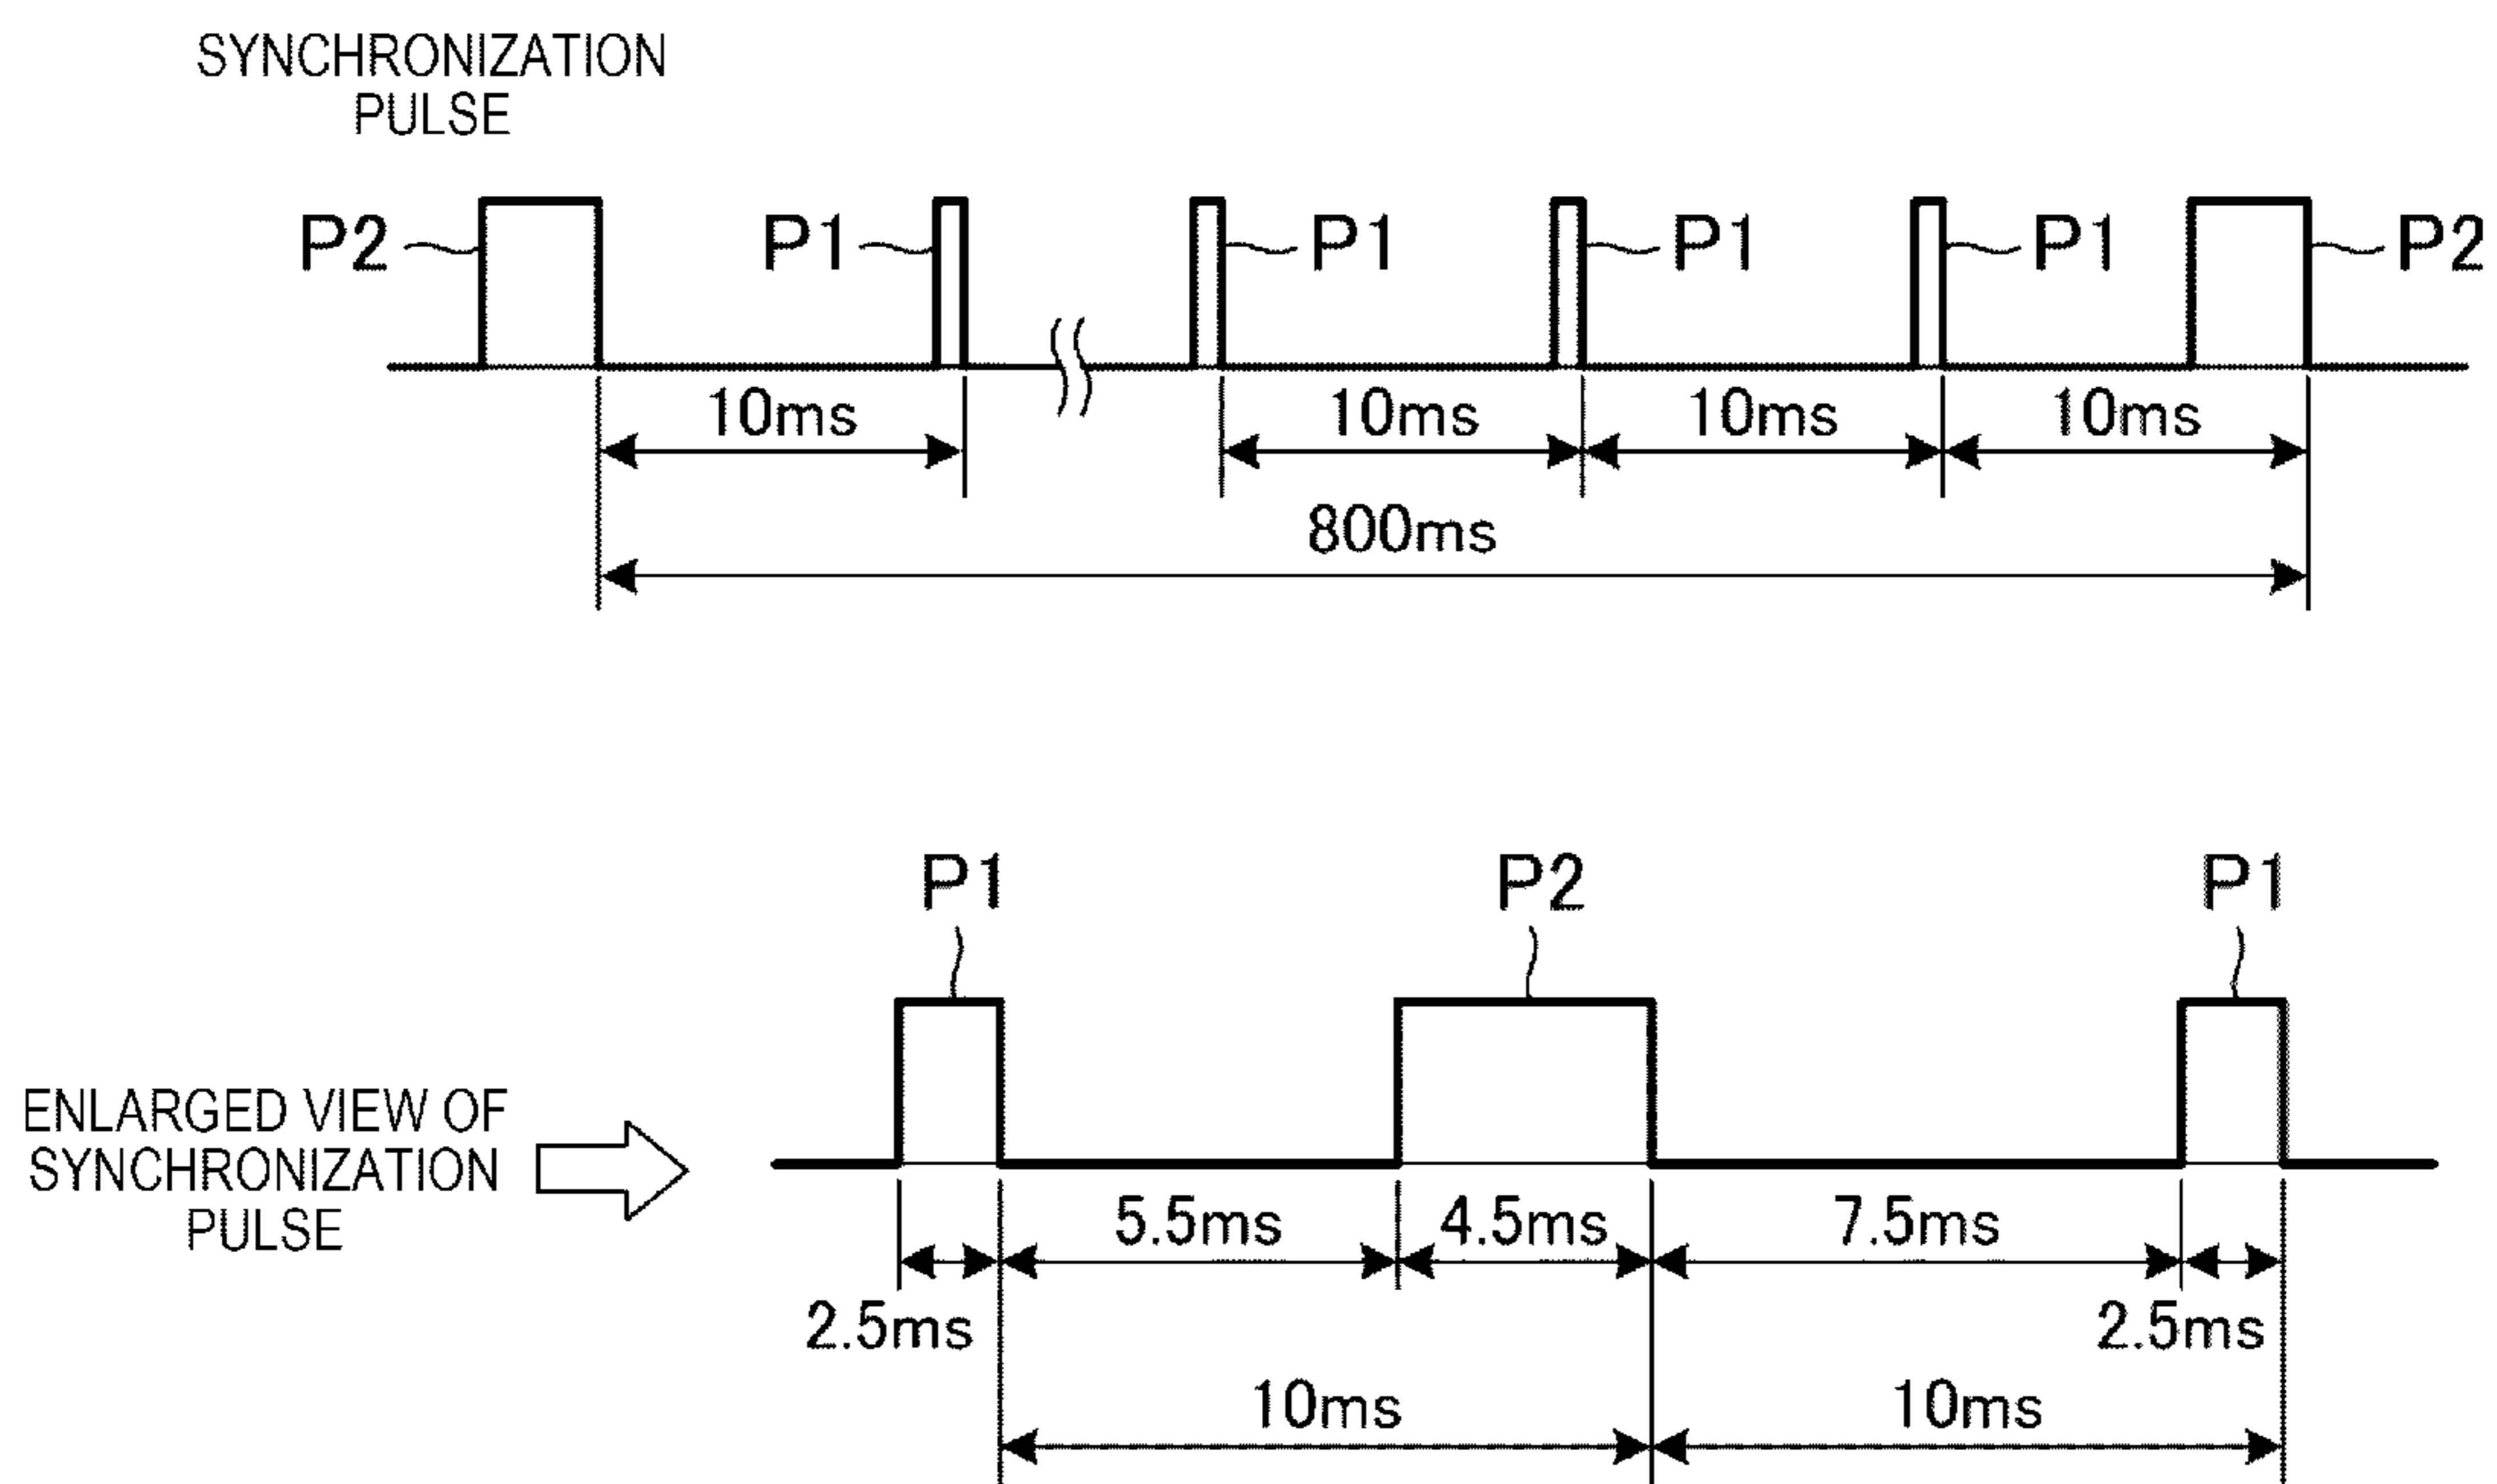 SYNCHRONIZATION
PULSE
P2 P1 P1 P1 P1 P2
10ms 10ms 10ms 10ms
800ms
P1 P2 P1
ENLARGED VIEW OF
SYNCHRONIZATION
PULSE
5.5ms 4.5ms 7.5ms
2.5ms 2.5ms
10ms 10ms